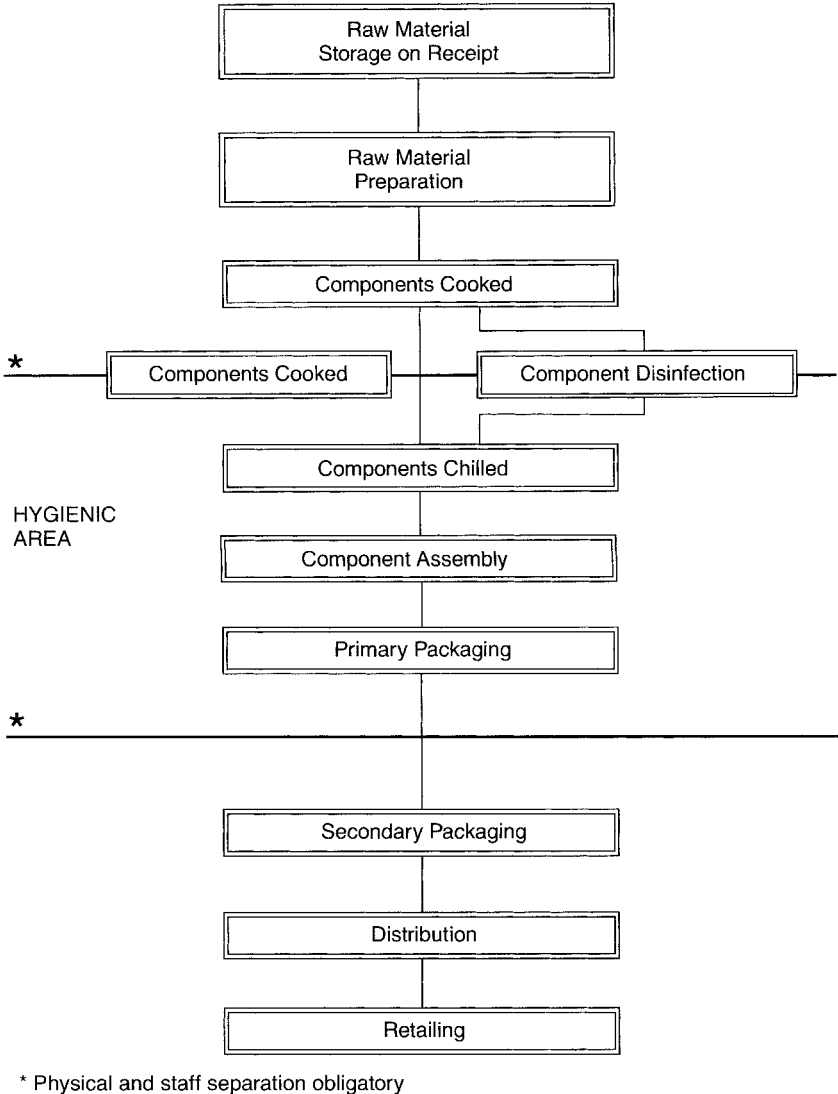 Raw Material
Storage on Receipt
Raw Material
Preparation
Components Cooked
*
Components Cooked
Component Disinfection
Components Chilled
HYGIENIC
AREA
Component Assembly
Primary Packaging
*
Secondary Packaging
Distribution
Retailing
* Physical and staff separation obligatory